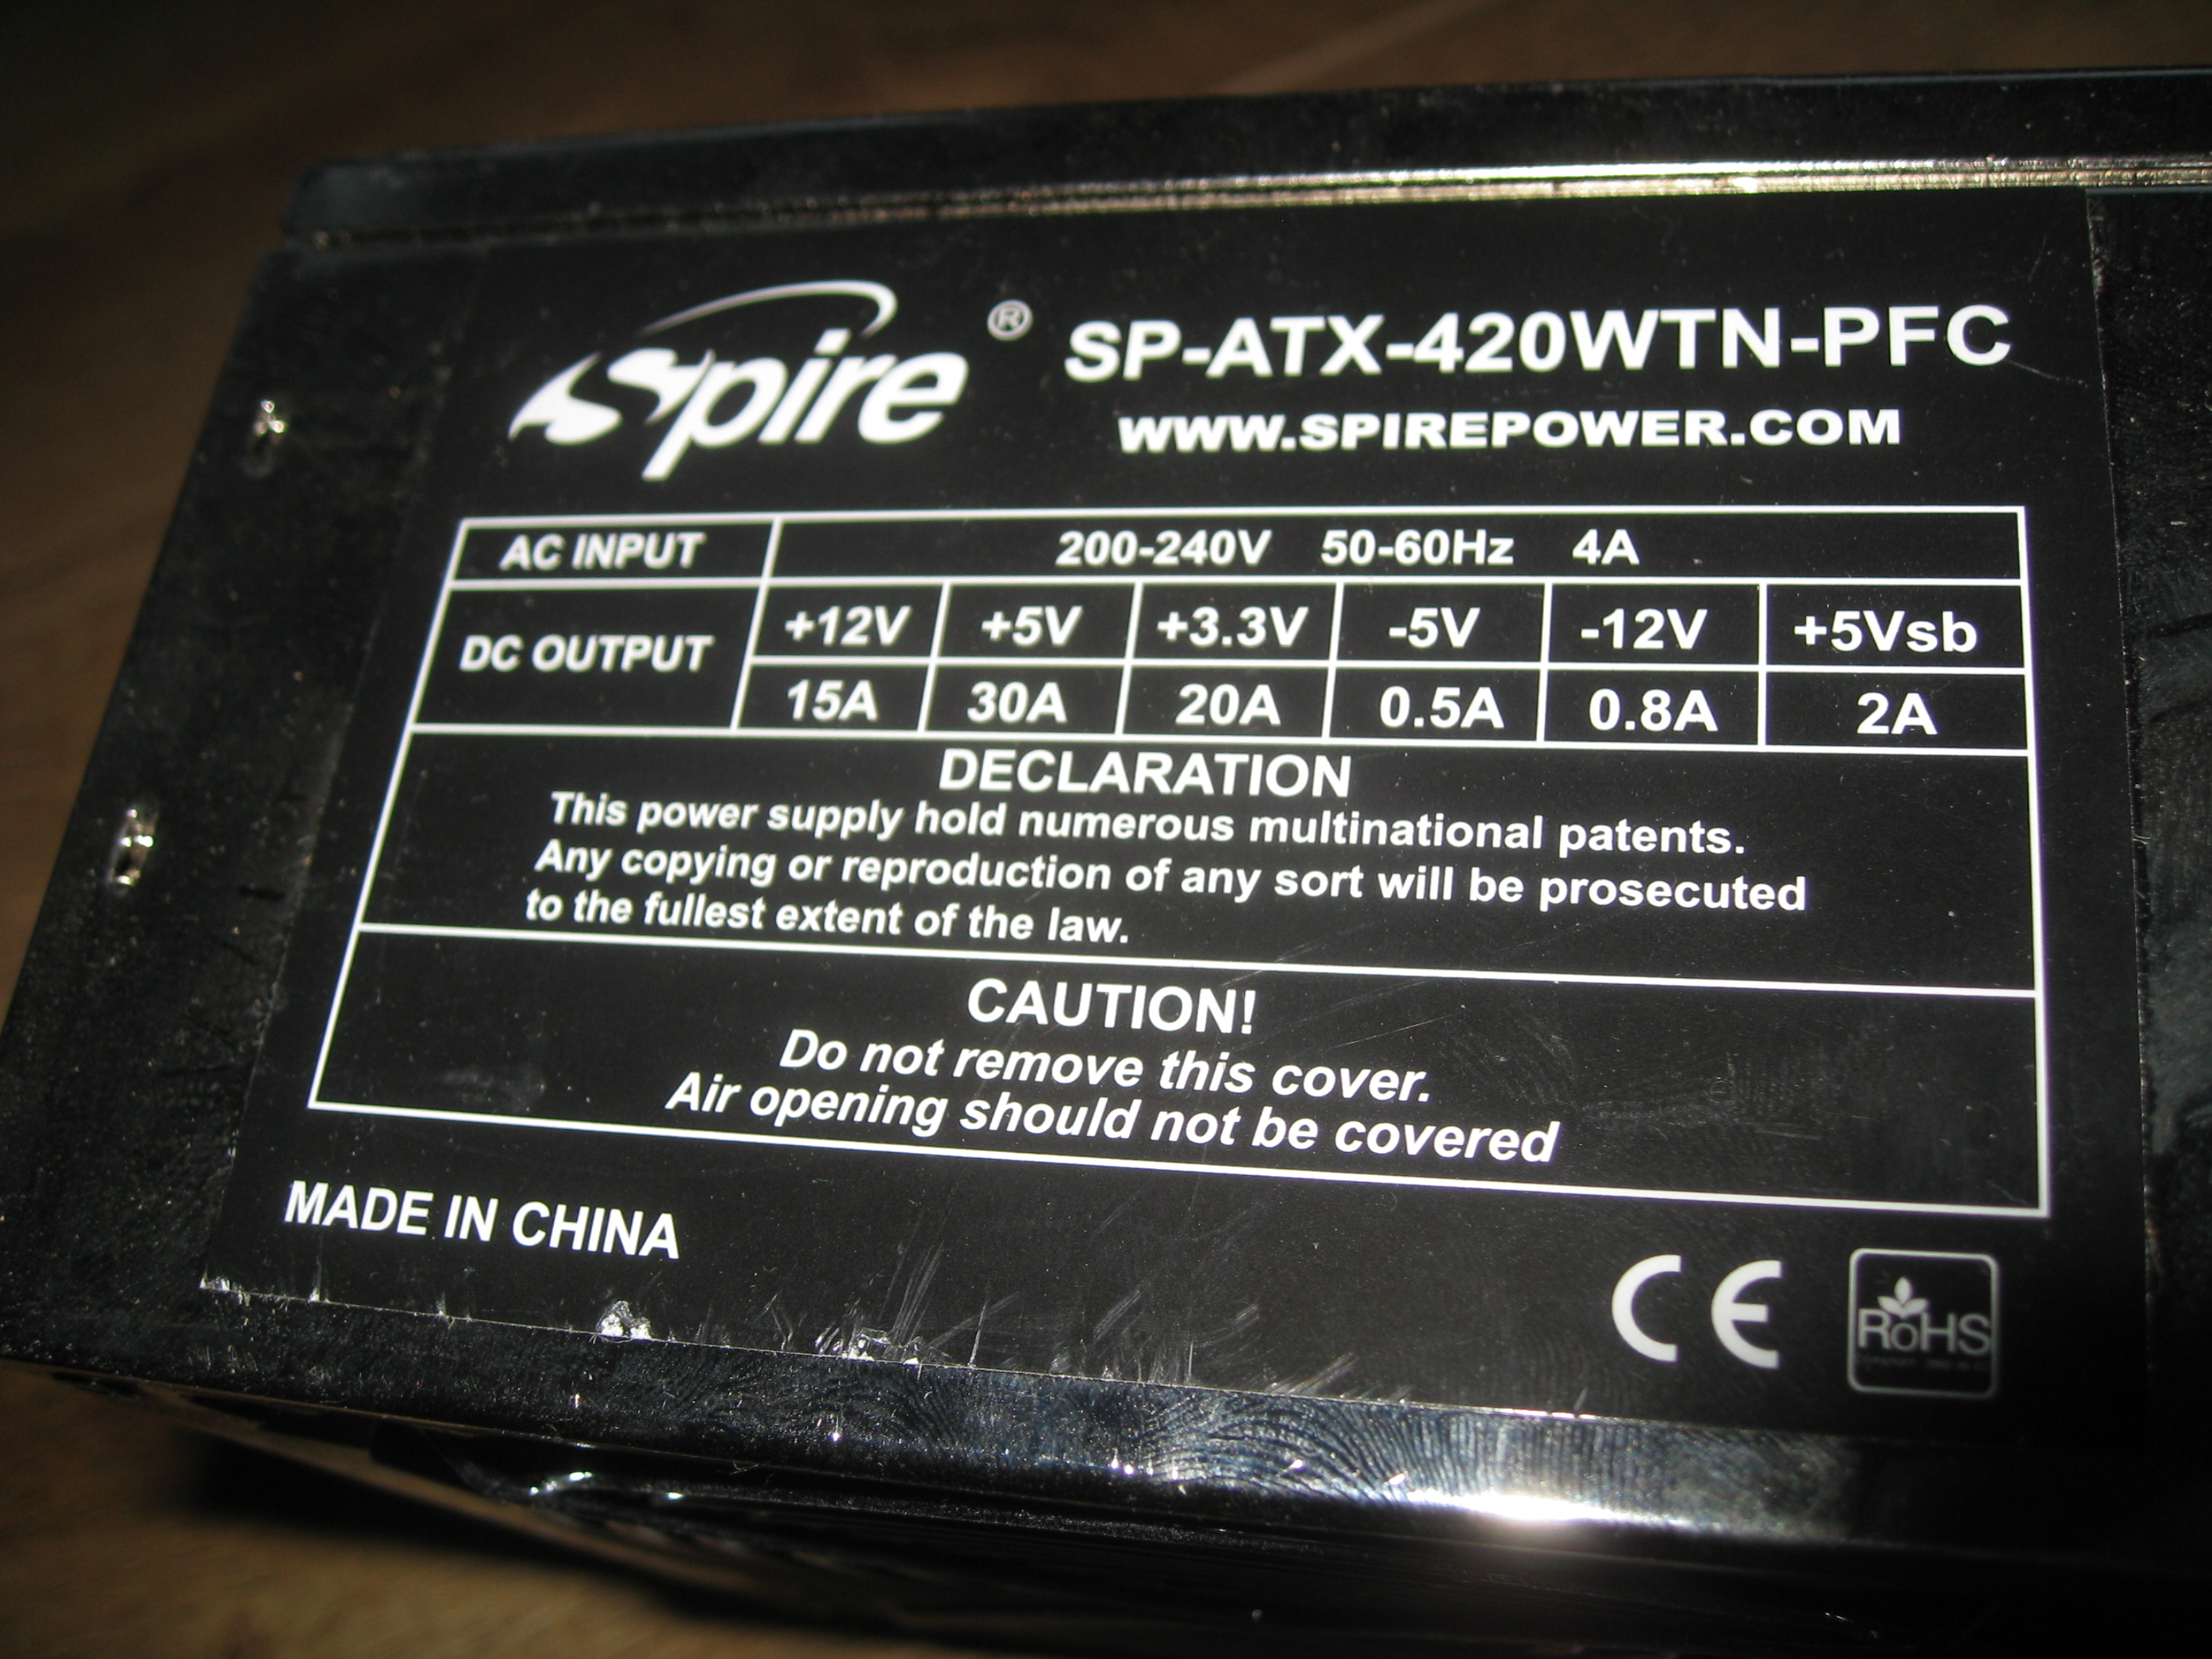 Spire® SP-ATX-420WTN-PFC
WWW.SPIREPOWER.COM
AC INPUT 200-240V 50-60Hz 4A
DC OUTPUT +12V +5V +3.3V -5V -12V +5Vsb
15A 30A 20A 0.5A 0.8A 2A
DECLARATION
This power supply hold numerous multinational patents.
Any copying or reproduction of any sort will be prosecuted
to the fullest extent of the law.
CAUTION!
Do not remove this cover.
Air opening should not be covered
MADE IN CHINA
CE RoHS